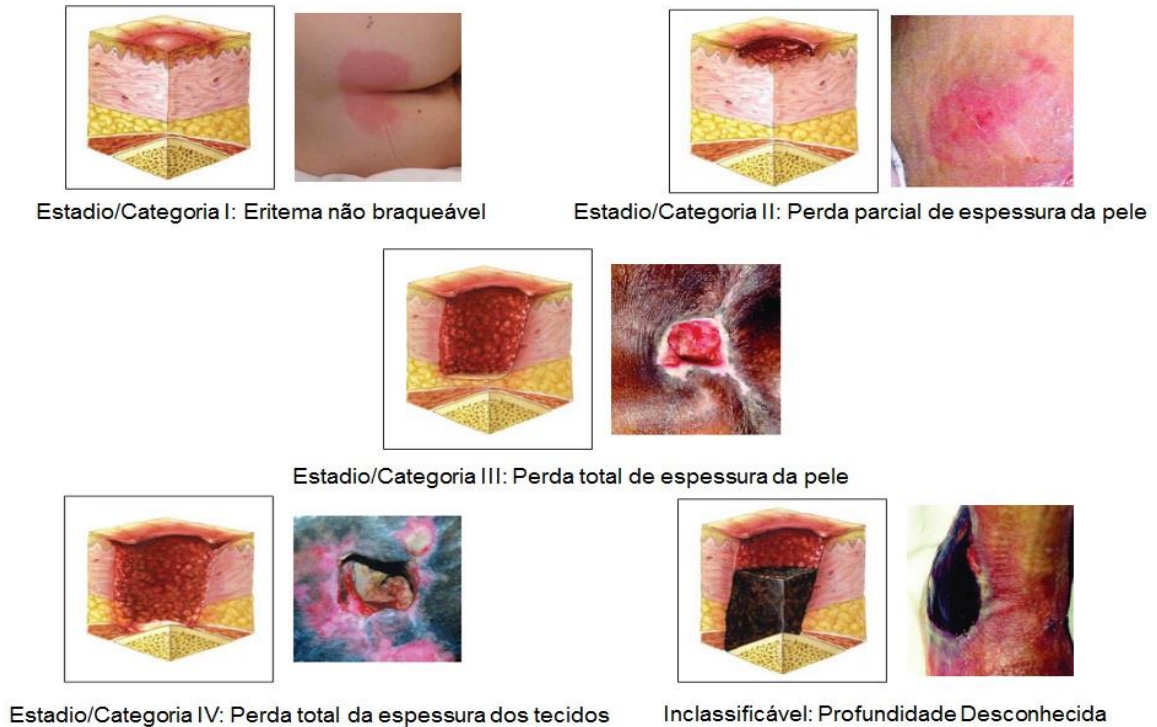 Estadio/Categoria I: Eritema não braqueável
Estadio/Categoria II: Perda parcial de espessura da pele
Estadio/Categoria III: Perda total de espessura da pele
Estadio/Categoria IV: Perda total da espessura dos tecidos
Inclassificável: Profundidade Desconhecida